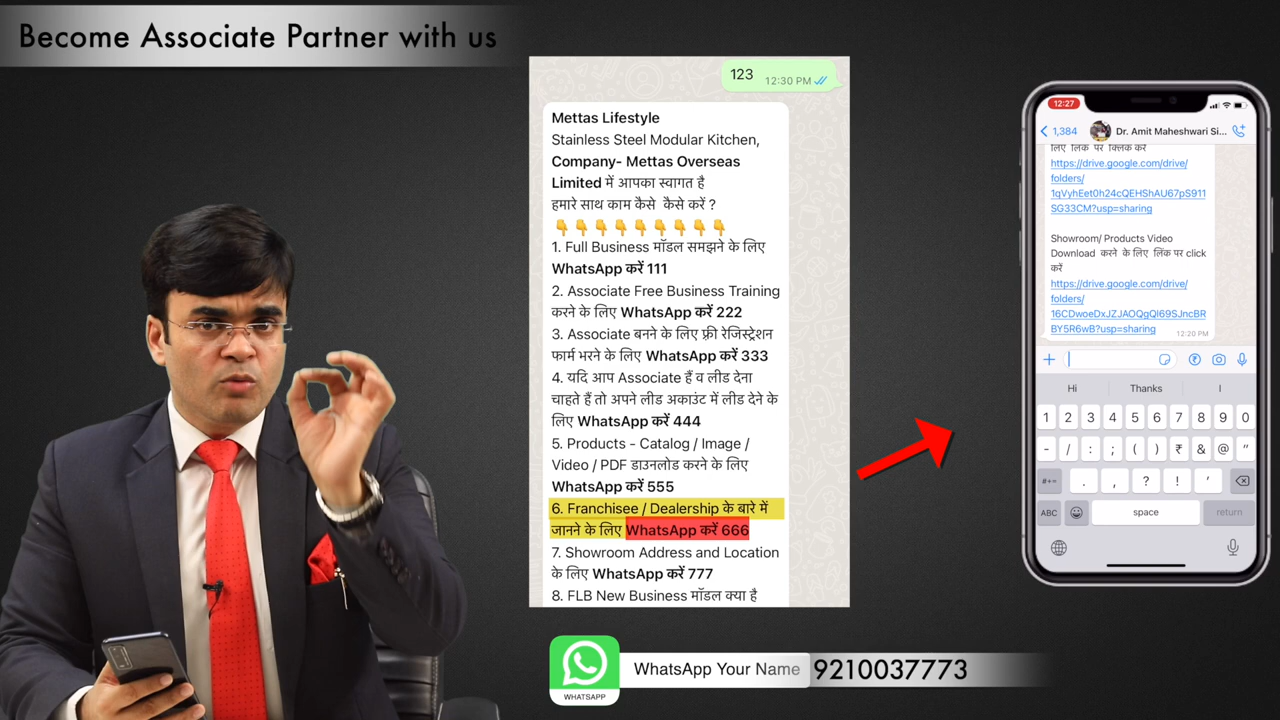 Become Associate Partner with us
123 12:30 PM
Mettas Lifestyle
Stainless Steel Modular Kitchen,
Company- Mettas Overseas
Limited में आपका स्वागत है
हमारे साथ काम कैसे कैसे करें ?
👇👇👇👇👇👇👇👇👇
1. Full Business मॉडल समझने के लिए
WhatsApp करें 111
2. Associate Free Business Training
करने के लिए WhatsApp करें 222
3. Associate बनने के लिए फ़्री रेजिस्ट्रेशन
फार्म भरने के लिए WhatsApp करें 333
4. यदि आप Associate हैं व लीड देना
चाहते हैं तो अपने लीड अकाउंट में लीड देने के
लिए WhatsApp करें 444
5. Products - Catalog / Image /
Video / PDF डाउनलोड करने के लिए
WhatsApp करें 555
6. Franchisee / Dealership के बारे में
जानने के लिए WhatsApp करें 666
7. Showroom Address and Location
के लिए WhatsApp करें 777
8. FLB New Business मॉडल क्या है
12:27
1,384 Dr. Amit Maheshwari Si...
लिए लिंक पर क्लिक करें
https://drive.google.com/drive/
folders/
1qVyhEet0h24cQEHShAU67pS911
SG33CM?usp=sharing
Showroom/ Products Video
Download करने के लिए लिंक पर click
करें
https://drive.google.com/drive/
folders/
16CDwoeDxJZJAOQgQl69SJncBR
BY5R6wB?usp=sharing
12:20 PM
Hi Thanks I
1 2 3 4 5 6 7 8 9 0
- / : ; ( ) ₹ & @ "
#+= . , ? ! '
ABC space return
WHATSAPP
WhatsApp Your Name 9210037773